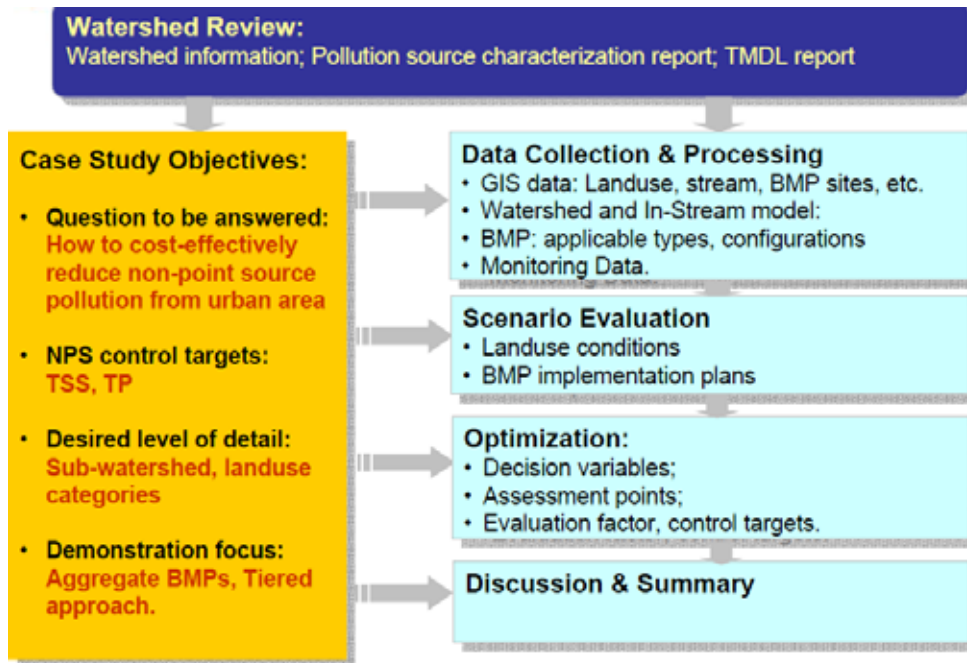 Watershed Review:
Watershed information; Pollution source characterization report; TMDL report
Case Study Objectives:
• Question to be answered:
How to cost-effectively
reduce non-point source
pollution from urban area
• NPS control targets:
TSS, TP
• Desired level of detail:
Sub-watershed, landuse
categories
• Demonstration focus:
Aggregate BMPs, Tiered
approach.
Data Collection & Processing
• GIS data: Landuse, stream, BMP sites, etc.
• Watershed and In-Stream model:
• BMP: applicable types, configurations
• Monitoring Data.
Scenario Evaluation
• Landuse conditions
• BMP implementation plans
Optimization:
• Decision variables;
• Assessment points;
• Evaluation factor, control targets.
Discussion & Summary